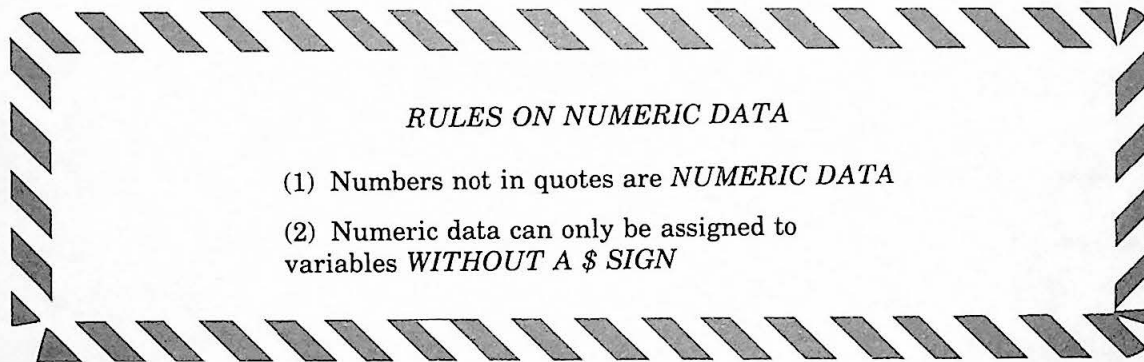 RULES ON NUMERIC DATA
(1) Numbers not in quotes are NUMERIC DATA
(2) Numeric data can only be assigned to
variables WITHOUT A $ SIGN